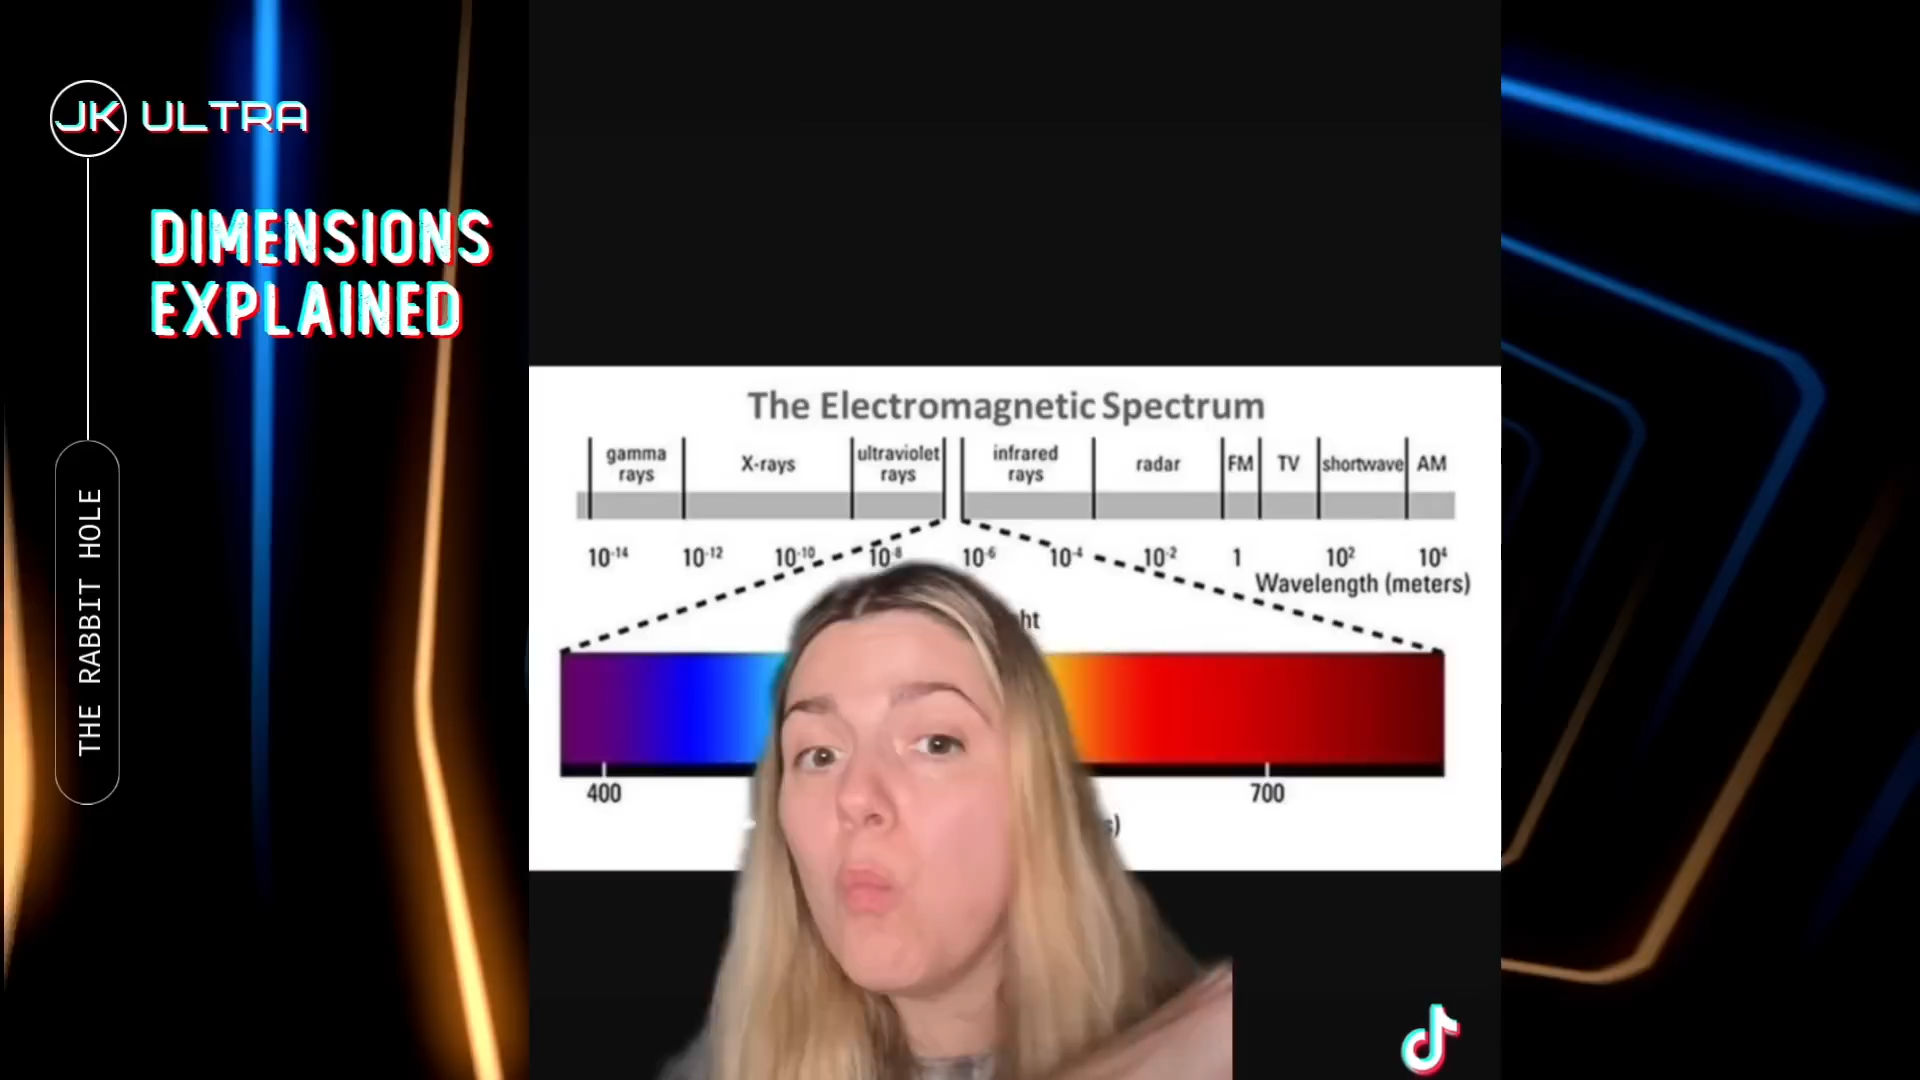 JK ULTRA
DIMENSIONS
EXPLAINED
THE RABBIT HOLE
The Electromagnetic Spectrum
gamma rays
X-rays
ultraviolet rays
infrared rays
radar
FM
TV
shortwave
AM
10⁻¹⁴ 10⁻¹² 10⁻¹⁰ 10⁻⁸ 10⁻⁶ 10⁻⁴ 10⁻² 1 10² 10⁴
Wavelength (meters)
400 700